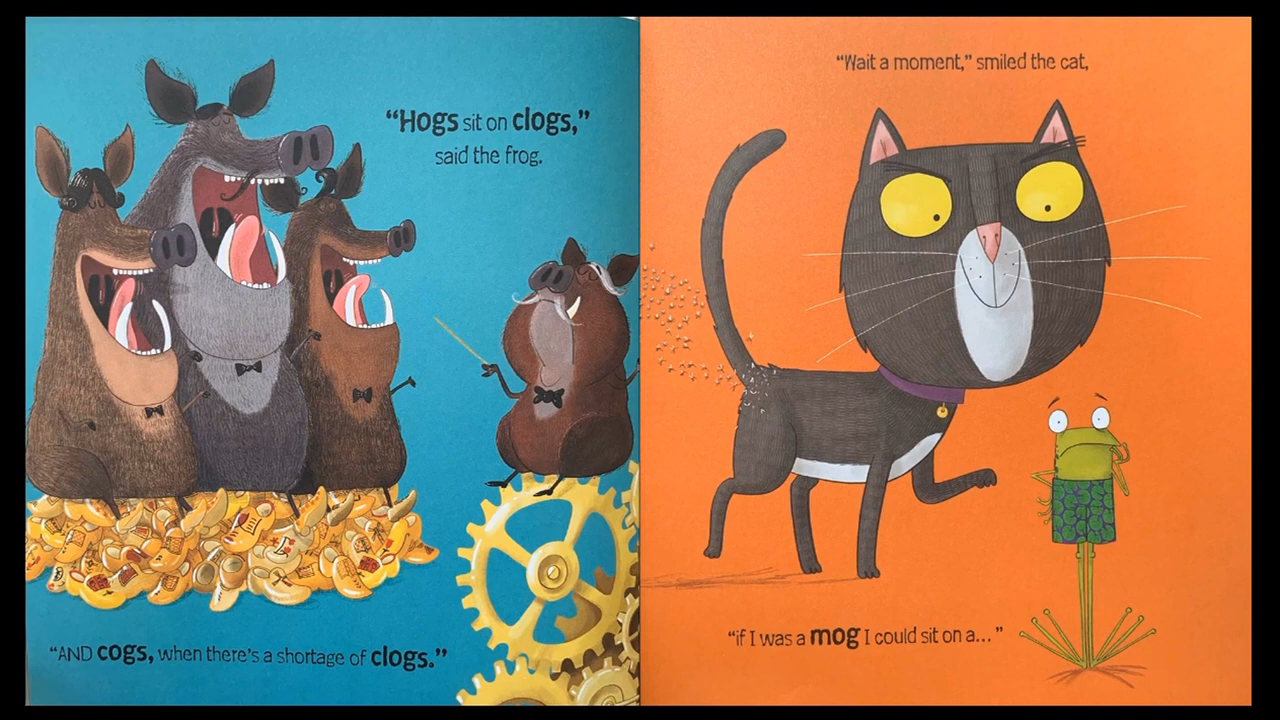 “Hogs sit on clogs,”
said the frog.
“AND cogs, when there's a shortage of clogs.”
“Wait a moment,” smiled the cat,
“if I was a mog I could sit on a... ”